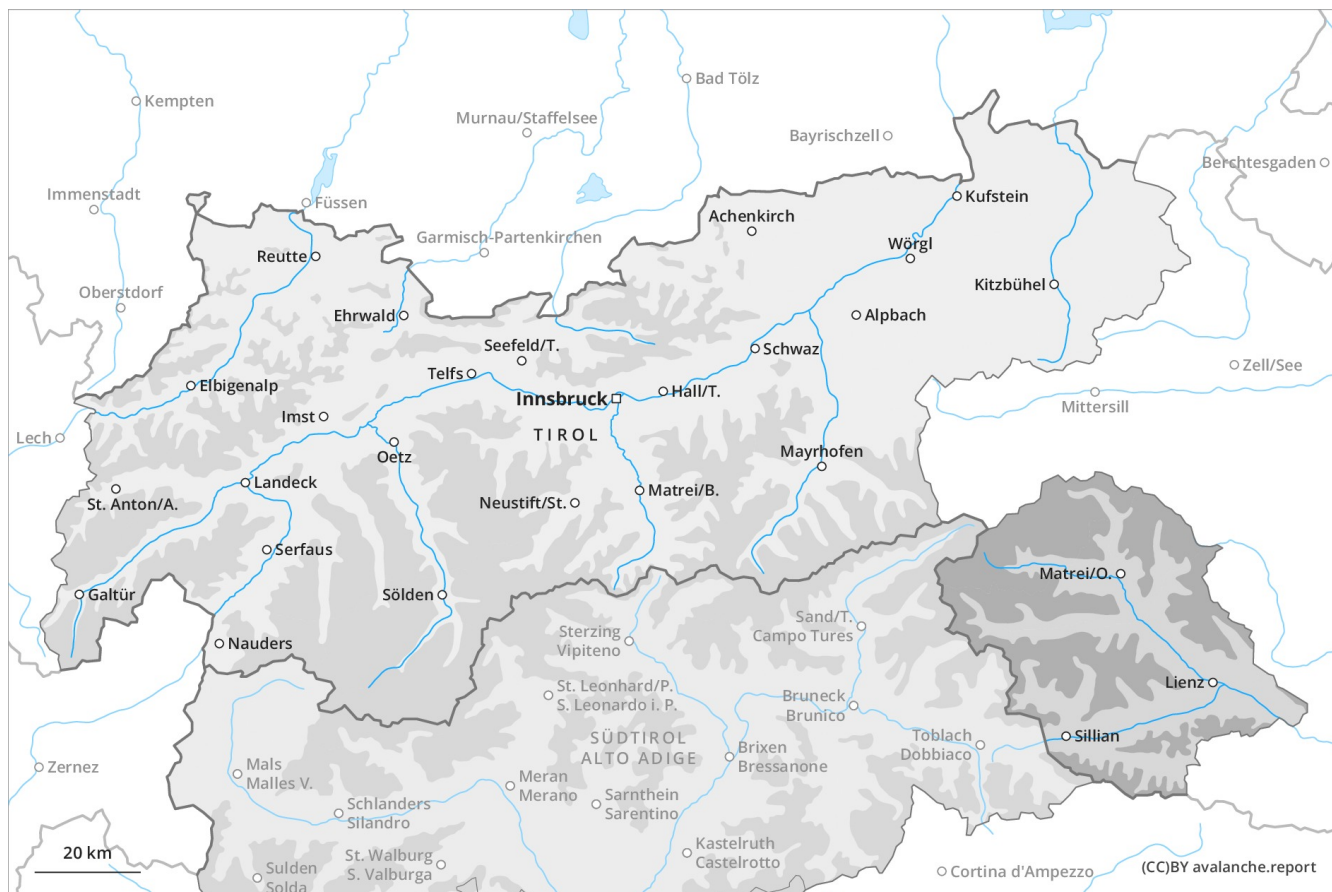 Bad Tölz
Kempten
Murnau/Staffelsee
Bayrischzell
Berchtesgaden
Immenstadt
Füssen
Kufstein
Achenkirch
Garmisch-Partenkirchen
Wörgl
Reutte
Kitzbühel
Oberstdorf
Ehrwald
Alpbach
Seefeld/T.
Schwaz
Zell/See
Telfs
Elbigenalp
Hall/T.
Innsbruck
Mittersill
Imst
TIROL
Lech
Oetz
Mayrhofen
Landeck
Matrei/B.
St. Anton/A.
Neustift/St.
Serfaus
Matrei/O.
Galtür
Sölden
Sand/T.
Campo Tures
Sterzing
Vipiteno
Nauders
Lienz
St. Leonhard/P.
S. Leonardo i. P.
Bruneck
Brunico
Sillian
Toblach
Dobbiaco
SÜDTIROL
ALTO ADIGE
Brixen
Bressanone
Zernez
Mals
Malles V.
Meran
Merano
Sarnthein
Sarentino
Schlanders
Silandro
Kastelruth
Castelrotto
20 km
St. Walburg
S. Valburga
Sulden
Solda
Cortina d'Ampezzo
(CC)BY avalanche.report